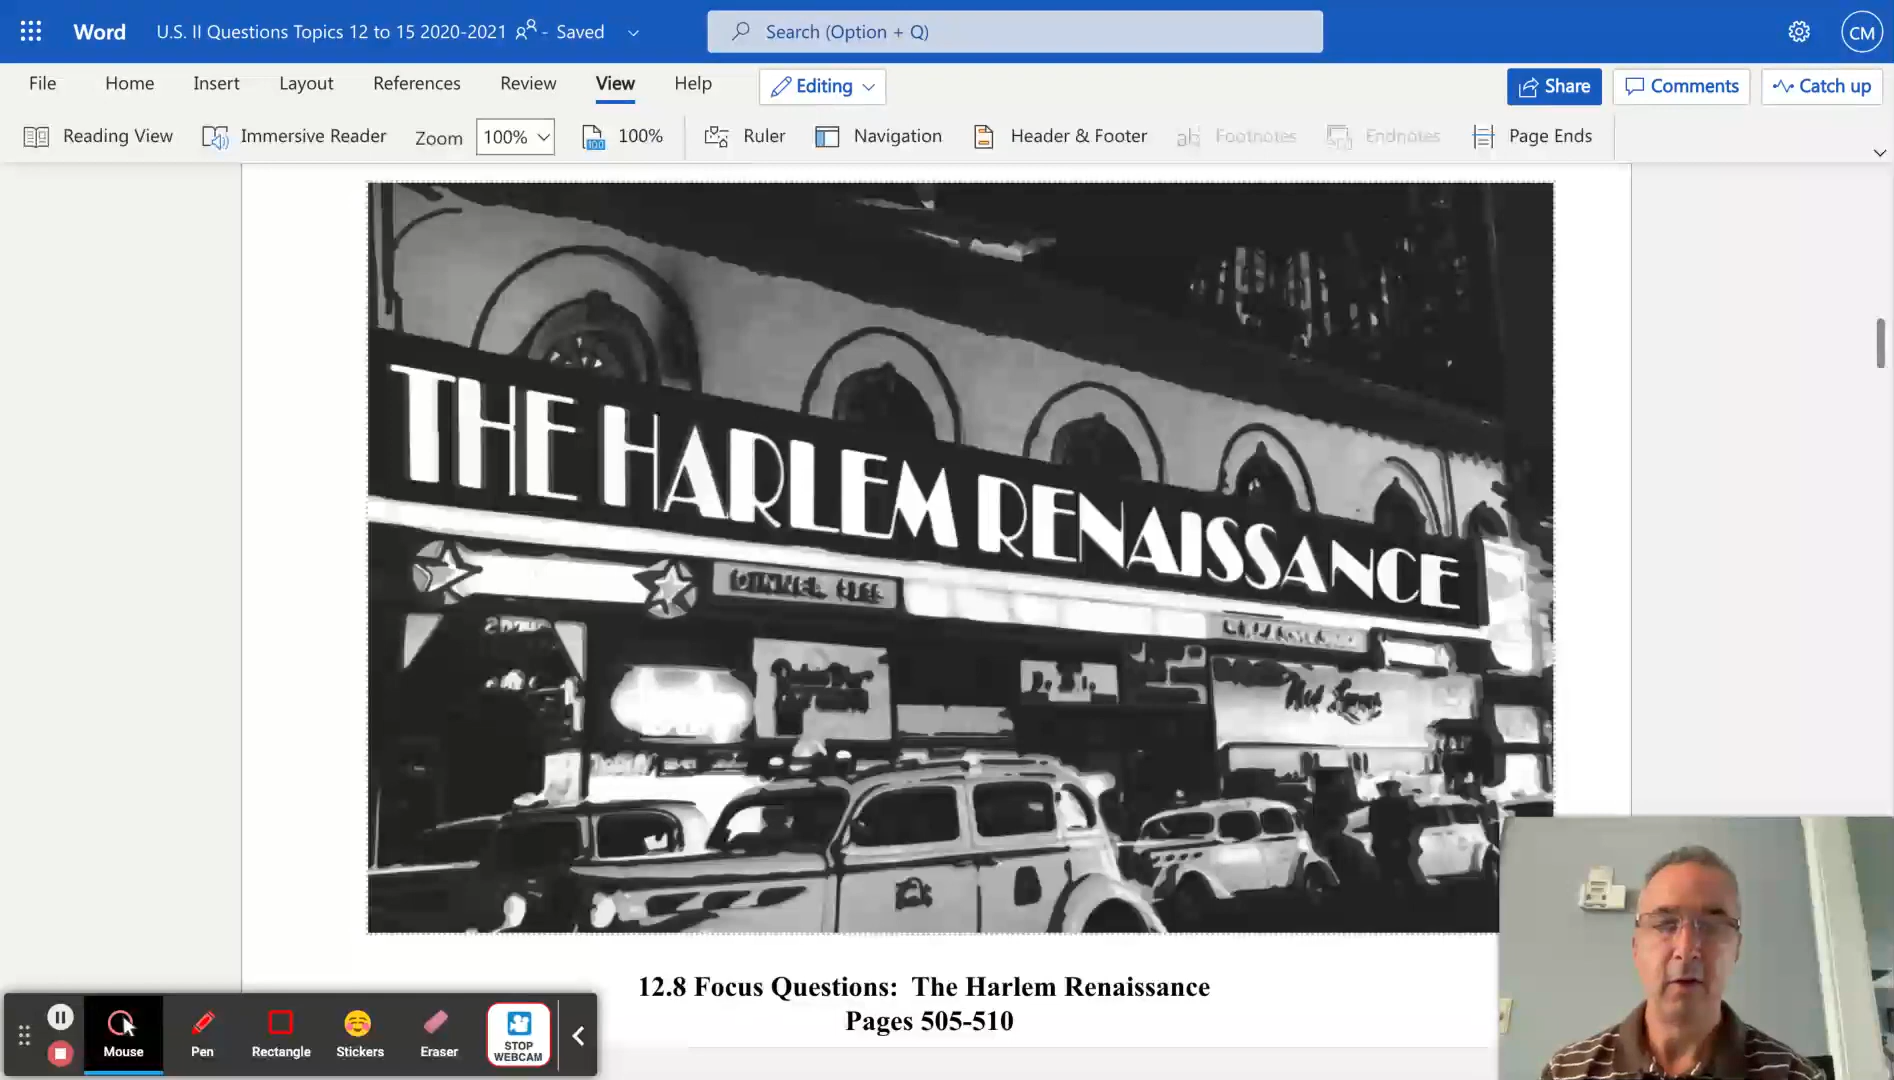 Word
U.S. II Questions Topics 12 to 15 2020-2021 - Saved
Search (Option + Q)
CM
File Home Insert Layout References Review View Help Editing
Share Comments Catch up
Reading View Immersive Reader Zoom 100% 100% Ruler Navigation Header & Footer Footnotes Endnotes Page Ends
THE HARLEM RENAISSANCE
12.8 Focus Questions: The Harlem Renaissance
Pages 505-510
Mouse Pen Rectangle Stickers Eraser STOP WEBCAM